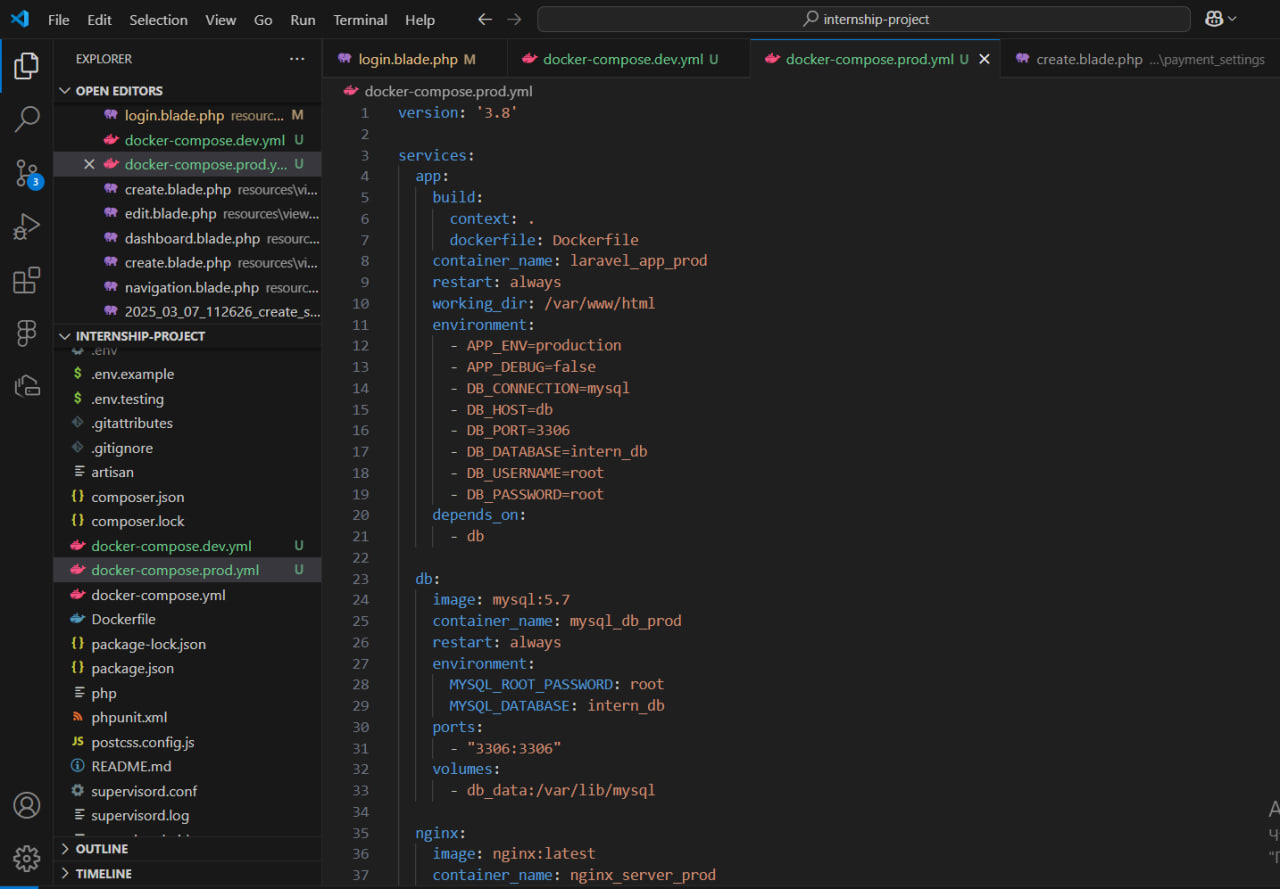 File Edit Selection View Go Run Terminal Help
internship-project
EXPLORER
login.blade.php M
docker-compose.dev.yml U
docker-compose.prod.yml U
create.blade.php ...\payment_settings
OPEN EDITORS
login.blade.php resourc... M
docker-compose.dev.yml U
docker-compose.prod.y... U
create.blade.php resources\vi...
edit.blade.php resources\view...
dashboard.blade.php resourc...
create.blade.php resources\vi...
navigation.blade.php resourc...
2025_03_07_112626_create_s...
3
INTERNSHIP-PROJECT
.env
.env.example
.env.testing
.gitattributes
.gitignore
artisan
composer.json
composer.lock
docker-compose.dev.yml U
docker-compose.prod.yml U
docker-compose.yml
Dockerfile
package-lock.json
package.json
php
phpunit.xml
postcss.config.js
README.md
supervisord.conf
supervisord.log
OUTLINE
TIMELINE
docker-compose.prod.yml
1 version: '3.8'
2
3 services:
4 app:
5 build:
6 context: .
7 dockerfile: Dockerfile
8 container_name: laravel_app_prod
9 restart: always
10 working_dir: /var/www/html
11 environment:
12 - APP_ENV=production
13 - APP_DEBUG=false
14 - DB_CONNECTION=mysql
15 - DB_HOST=db
16 - DB_PORT=3306
17 - DB_DATABASE=intern_db
18 - DB_USERNAME=root
19 - DB_PASSWORD=root
20 depends_on:
21 - db
22
23 db:
24 image: mysql:5.7
25 container_name: mysql_db_prod
26 restart: always
27 environment:
28 MYSQL_ROOT_PASSWORD: root
29 MYSQL_DATABASE: intern_db
30 ports:
31 - "3306:3306"
32 volumes:
33 - db_data:/var/lib/mysql
34
35 nginx:
36 image: nginx:latest
37 container_name: nginx_server_prod